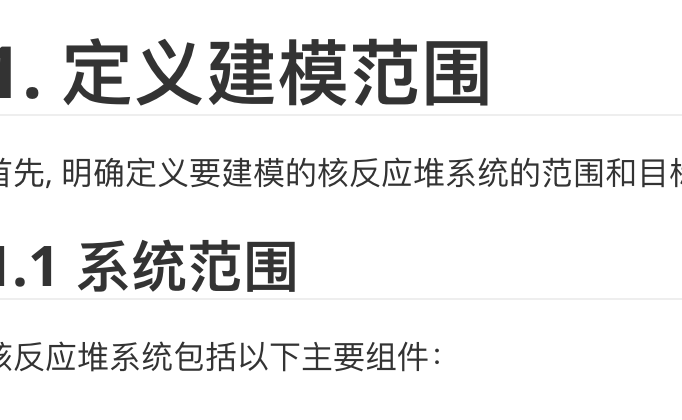 1. 定义建模范围
首先, 明确定义要建模的核反应堆系统的范围和目标
1.1 系统范围
核反应堆系统包括以下主要组件：